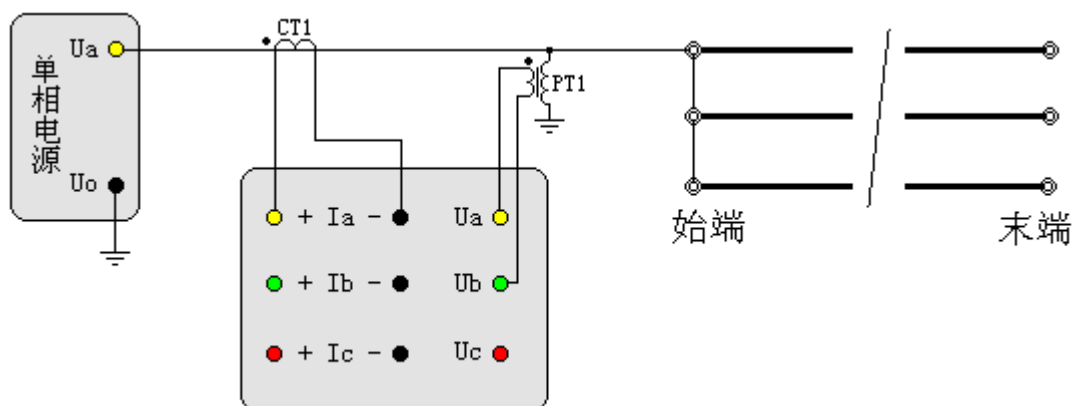 CT1
Ua
PT1
单相电源
Uo
+ Ia -
Ua
始端
末端
+ Ib -
Ub
+ Ic -
Uc